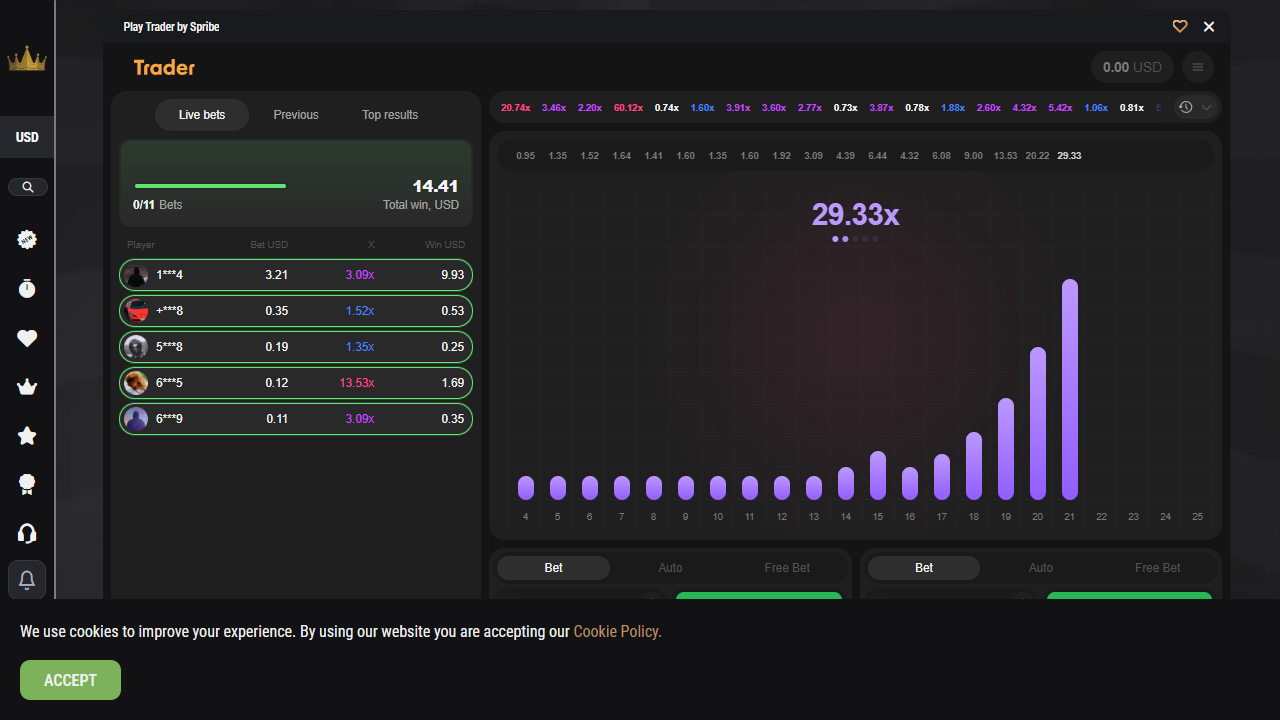 Play Trader by Spribe
Trader
0.00 USD
USD
NEW
Live bets Previous Top results
14.41
0/11 Bets Total win, USD
Player Bet USD X Win USD
1***4 3.21 3.09x 9.93
+***8 0.35 1.52x 0.53
5***8 0.19 1.35x 0.25
6***5 0.12 13.53x 1.69
6***9 0.11 3.09x 0.35
20.74x 3.46x 2.20x 60.12x 0.74x 1.60x 3.91x 3.60x 2.77x 0.73x 3.87x 0.78x 1.88x 2.60x 4.32x 5.42x 1.06x 0.81x
0.95 1.35 1.52 1.64 1.41 1.60 1.35 1.60 1.92 3.09 4.39 6.44 4.32 6.08 9.00 13.53 20.22 29.33
29.33x
4 5 6 7 8 9 10 11 12 13 14 15 16 17 18 19 20 21 22 23 24 25
Bet Auto Free Bet
Bet Auto Free Bet
We use cookies to improve your experience. By using our website you are accepting our Cookie Policy.
ACCEPT